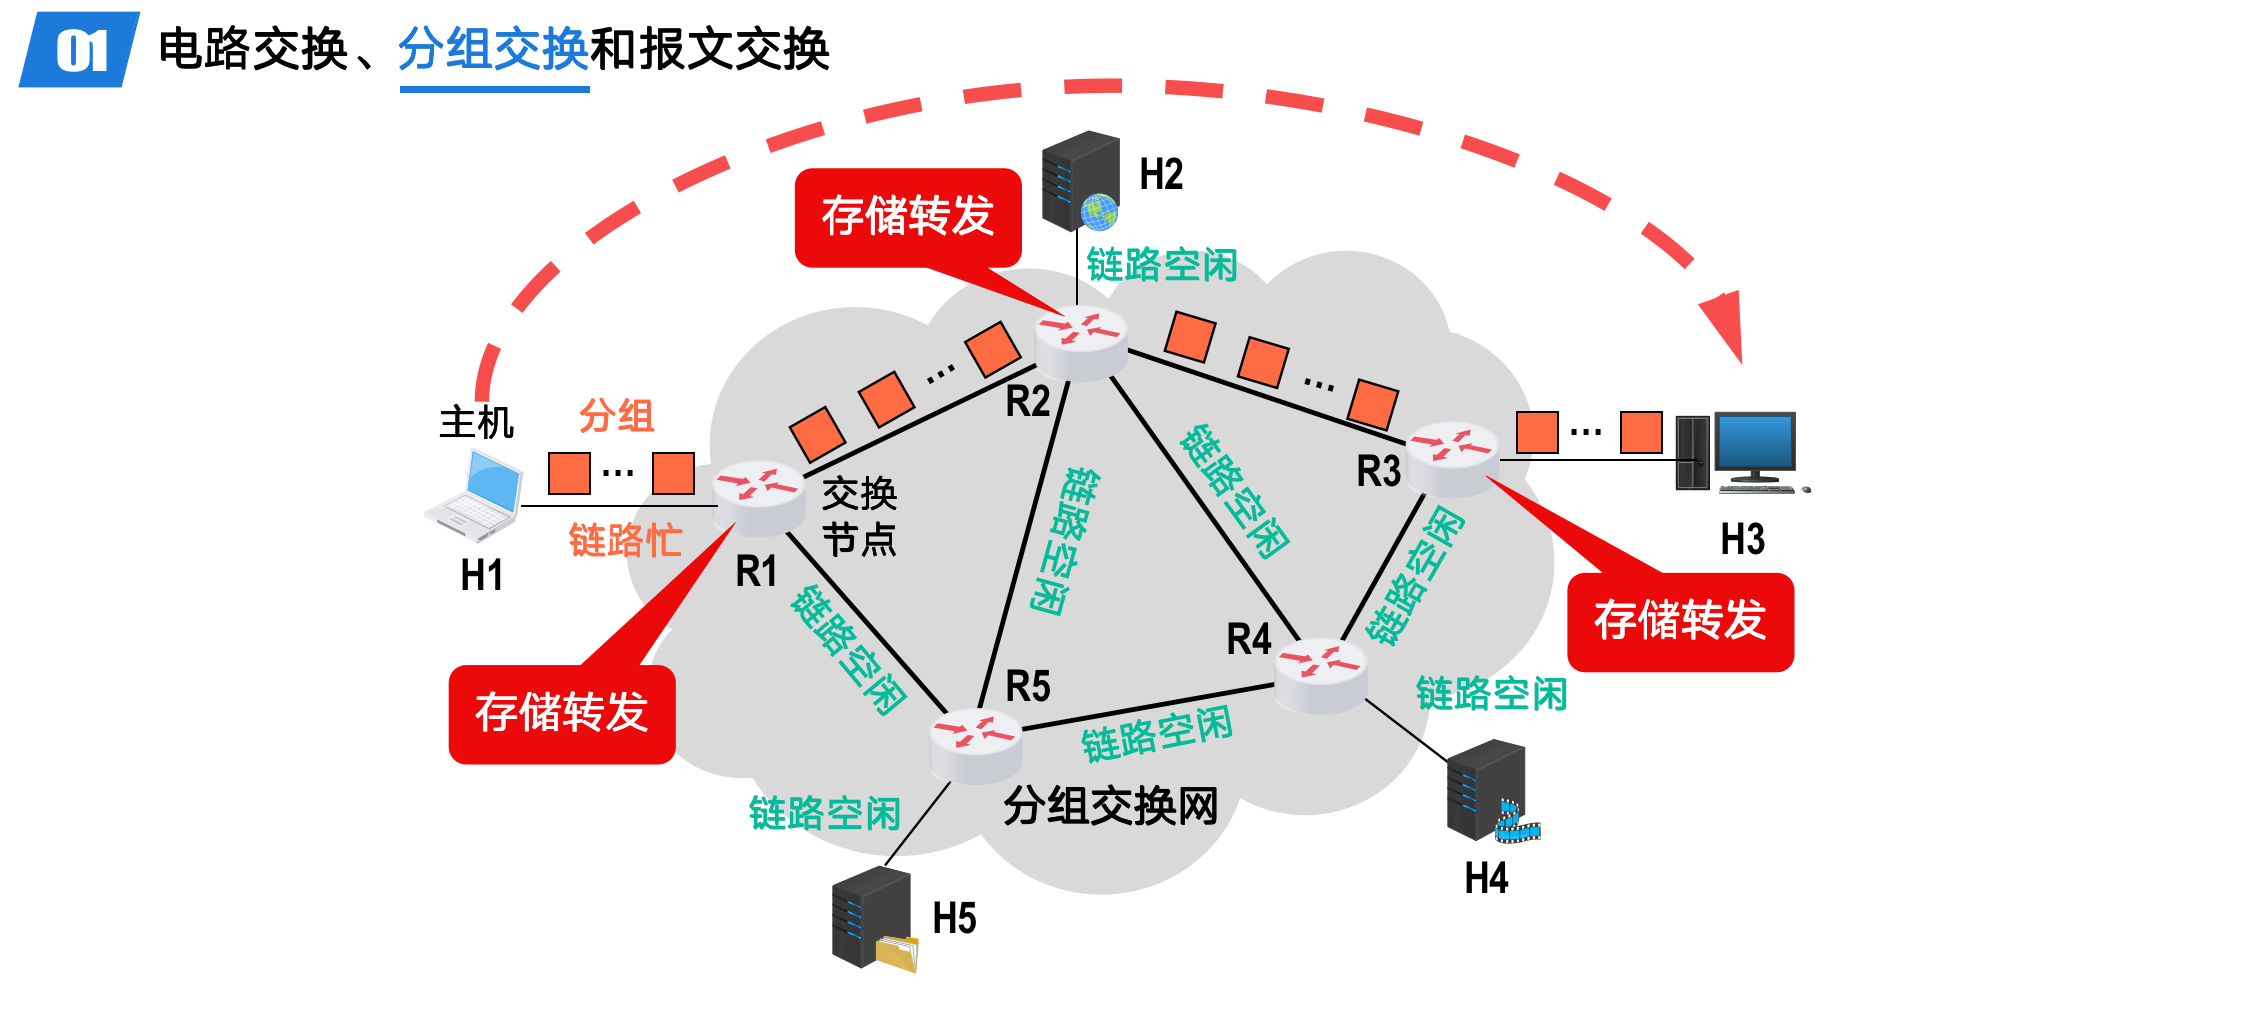 01
电路交换、分组交换和报文交换
H2
存储转发
链路空闲
R2
主机
分组
…
…
…
…
链路忙
H1
R1
交换
节点
R3
H3
链路空闲
链路空闲
链路空闲
链路空闲
存储转发
存储转发
R4
R5
链路空闲
链路空闲
链路空闲
分组交换网
H4
H5